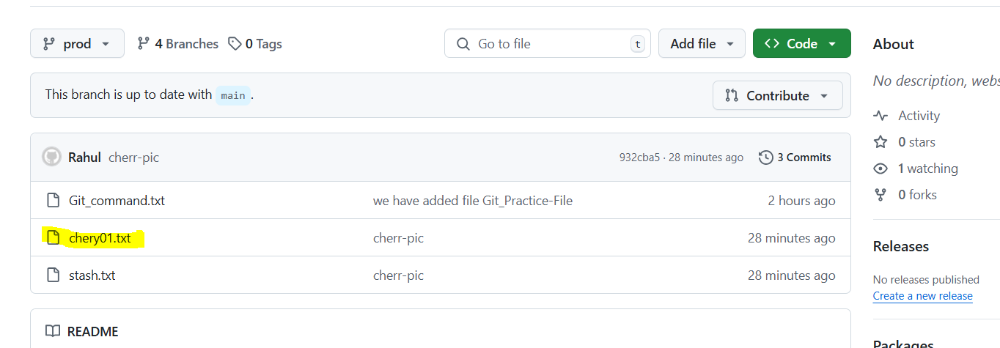 prod 4 Branches 0 Tags Go to file t Add file Code
This branch is up to date with main . Contribute
Rahul cherr-pic 932cba5 · 28 minutes ago 3 Commits
Git_command.txt we have added file Git_Practice-File 2 hours ago
chery01.txt cherr-pic 28 minutes ago
stash.txt cherr-pic 28 minutes ago
README
About
No description, webs
Activity
0 stars
1 watching
0 forks
Releases
No releases published
Create a new release
Packages